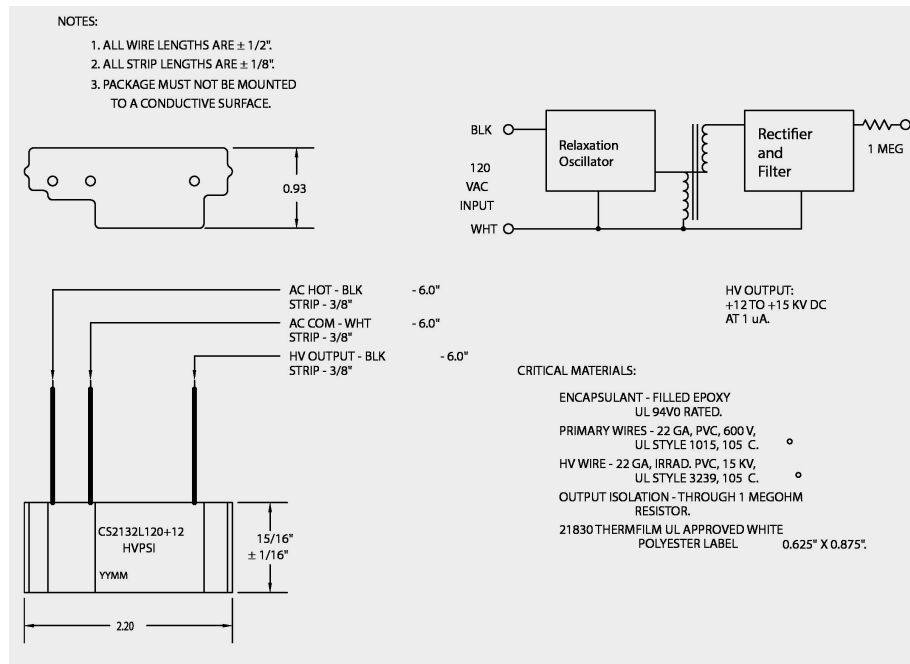 NOTES:
1. ALL WIRE LENGTHS ARE ± 1/2".
2. ALL STRIP LENGTHS ARE ± 1/8".
3. PACKAGE MUST NOT BE MOUNTED
TO A CONDUCTIVE SURFACE.
0.93
BLK
120
VAC
INPUT
WHT
Relaxation
Oscillator
Rectifier
and
Filter
1 MEG
AC HOT - BLK - 6.0"
STRIP - 3/8"
AC COM - WHT - 6.0"
STRIP - 3/8"
HV OUTPUT - BLK - 6.0"
STRIP - 3/8"
HV OUTPUT:
+12 TO +15 KV DC
AT 1 uA.
CRITICAL MATERIALS:
ENCAPSULANT - FILLED EPOXY
UL 94V0 RATED.
PRIMARY WIRES - 22 GA, PVC, 600 V,
UL STYLE 1015, 105 C. °
HV WIRE - 22 GA, IRRAD. PVC, 15 KV,
UL STYLE 3239, 105 C. °
OUTPUT ISOLATION - THROUGH 1 MEGOHM
RESISTOR.
21830 THERMFILM UL APPROVED WHITE
POLYESTER LABEL 0.625" X 0.875".
CS2132L120+12
HVPSI
YYMM
15/16"
± 1/16"
2.20